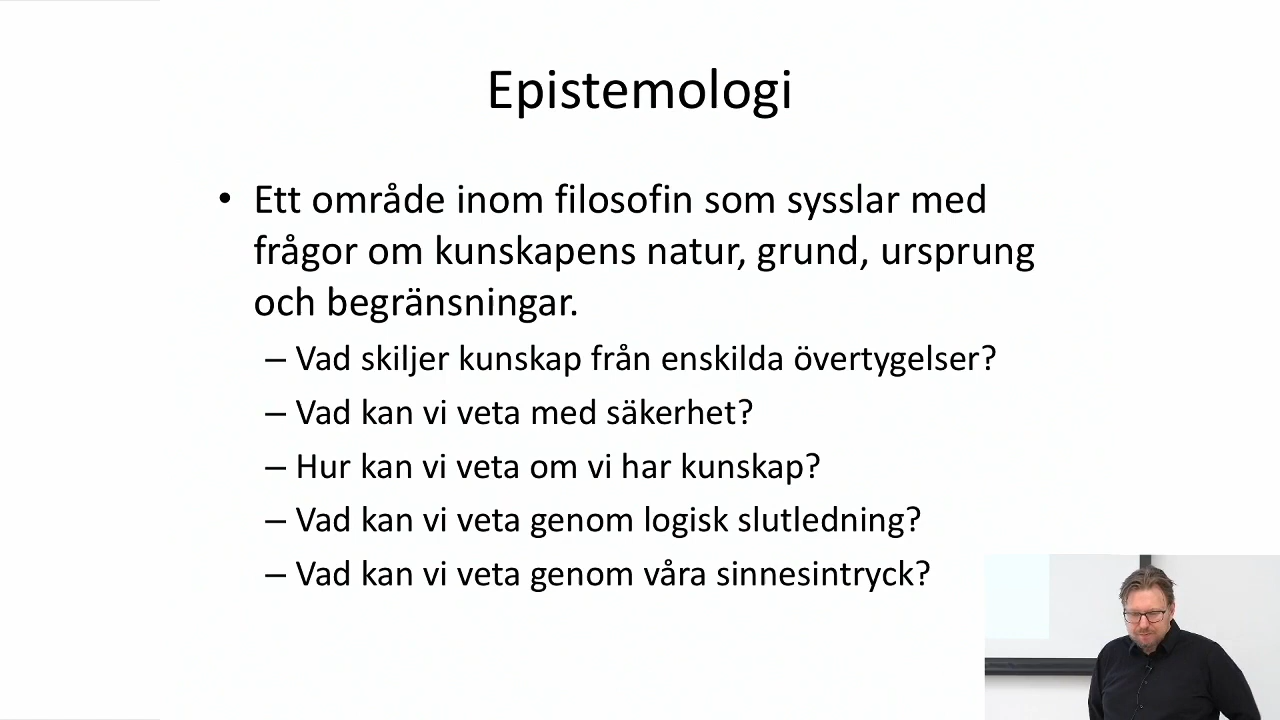 Epistemologi
• Ett område inom filosofin som sysslar med
frågor om kunskapens natur, grund, ursprung
och begränsningar.
– Vad skiljer kunskap från enskilda övertygelser?
– Vad kan vi veta med säkerhet?
– Hur kan vi veta om vi har kunskap?
– Vad kan vi veta genom logisk slutledning?
– Vad kan vi veta genom våra sinnesintryck?